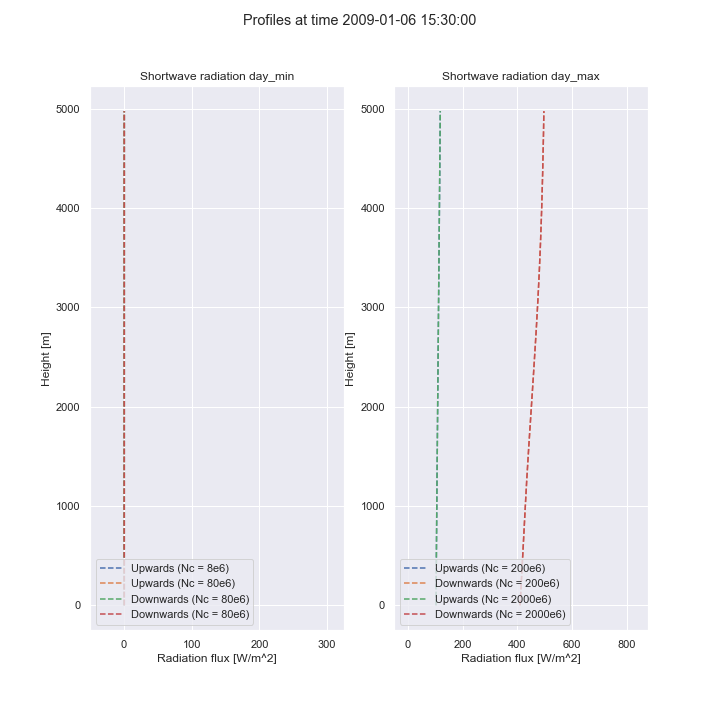 Profiles at time 2009-01-06 15:30:00
Shortwave radiation day_min
5000
4000
3000
2000
1000
0
Height [m]
Upwards (Nc = 8e6)
Upwards (Nc = 80e6)
Downwards (Nc = 80e6)
Downwards (Nc = 80e6)
0
100
200
300
Radiation flux [W/m^2]
Shortwave radiation day_max
5000
4000
3000
2000
1000
0
Height [m]
Upwards (Nc = 200e6)
Downwards (Nc = 200e6)
Upwards (Nc = 2000e6)
Downwards (Nc = 2000e6)
0
200
400
600
800
Radiation flux [W/m^2]